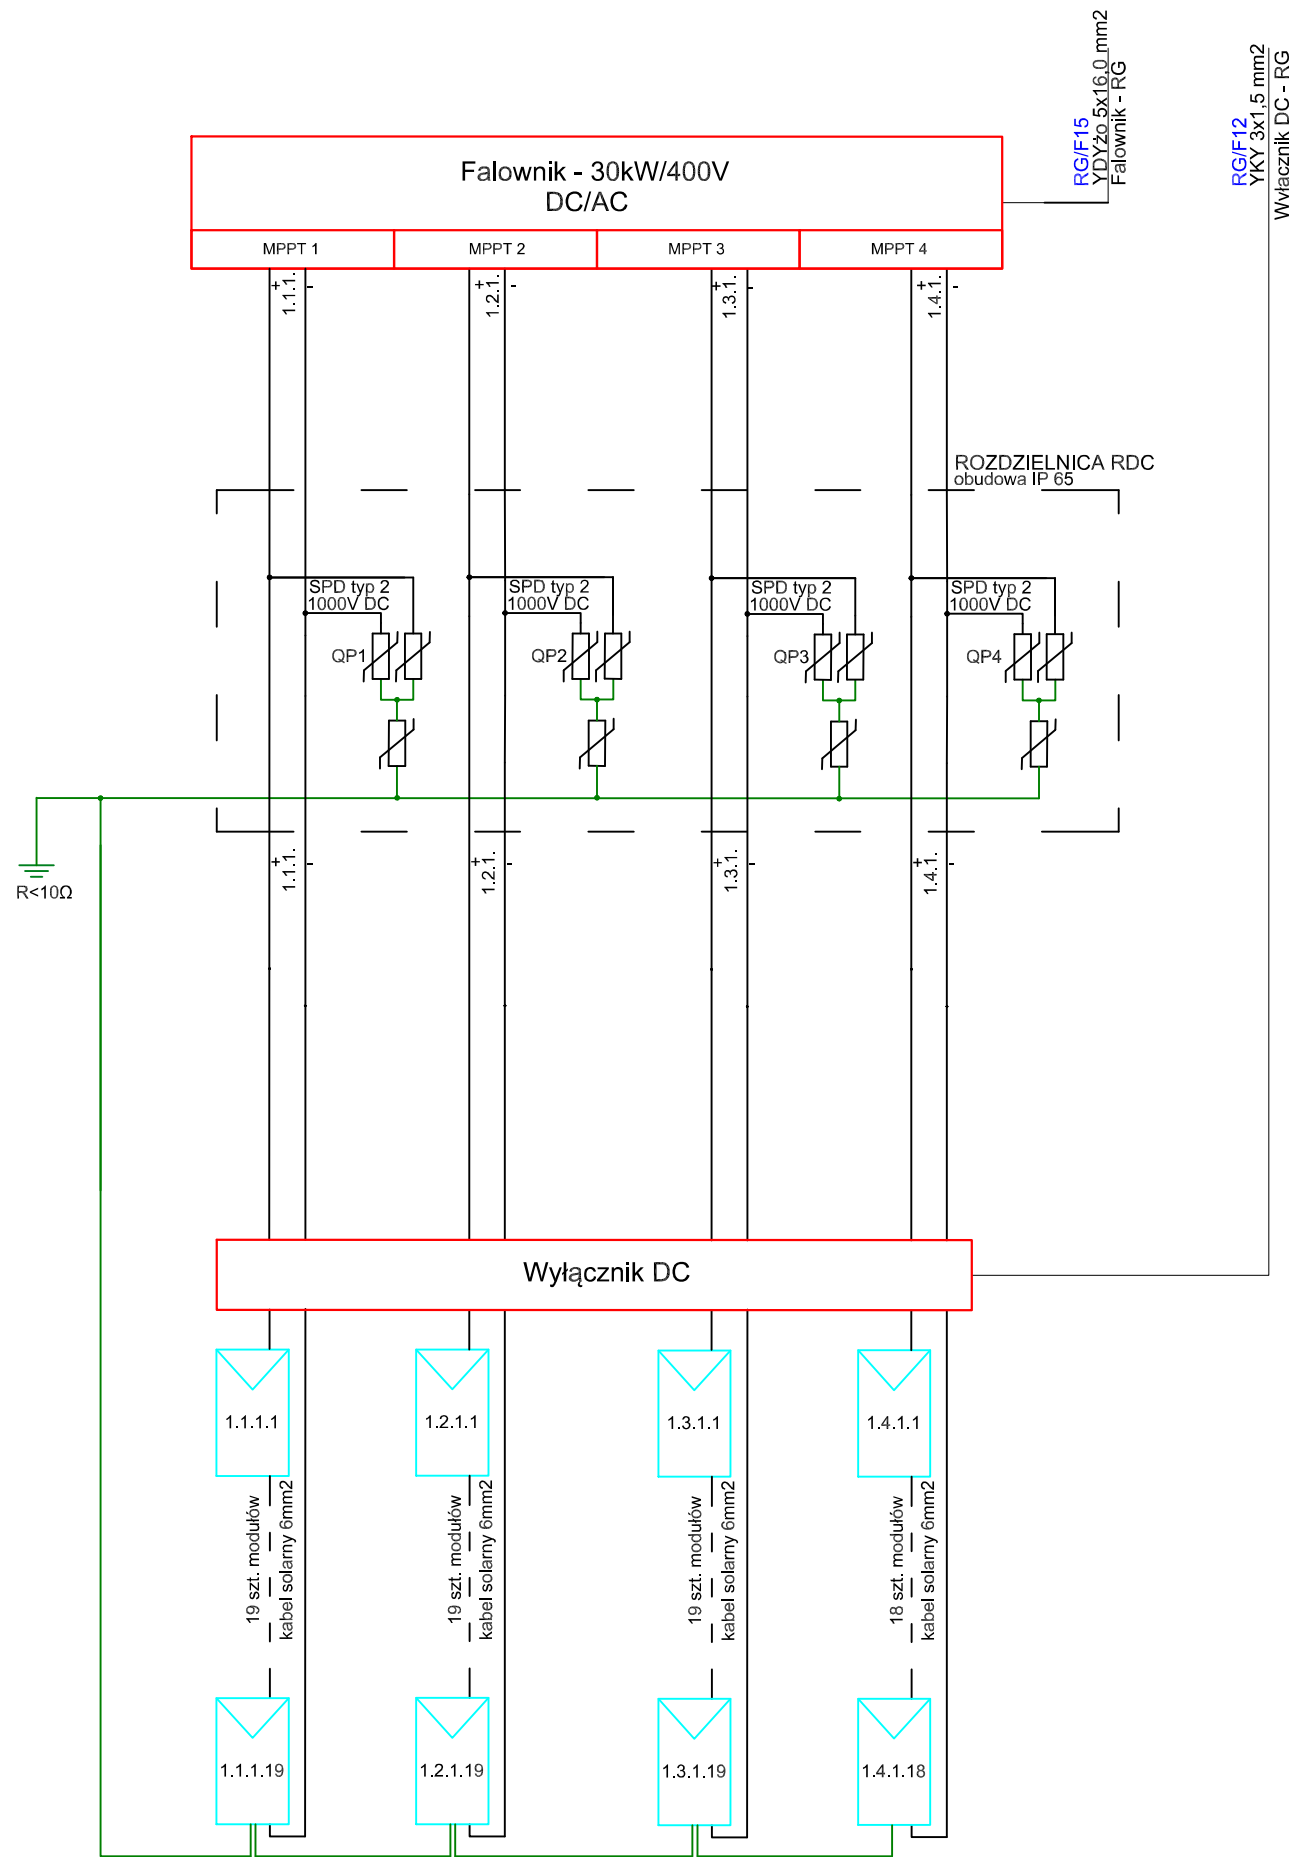 RG/F15
YDYżo 5x16,0 mm2
Falownik - RG
RG/F12
YKY 3x1,5 mm2
Wyłącznik DC - RG
Falownik - 30kW/400V
DC/AC
MPPT 1
MPPT 2
MPPT 3
MPPT 4
+ 1.1.1. -
+ 1.2.1. -
+ 1.3.1. -
+ 1.4.1. -
ROZDZIELNICA RDC
obudowa IP 65
SPD typ 2
1000V DC
SPD typ 2
1000V DC
SPD typ 2
1000V DC
SPD typ 2
1000V DC
QP1
QP2
QP3
QP4
+ 1.1.1. -
+ 1.2.1. -
+ 1.3.1. -
+ 1.4.1. -
R<10Ω
Wyłącznik DC
1.1.1.1
1.2.1.1
1.3.1.1
1.4.1.1
19 szt. modułów
kabel solarny 6mm2
19 szt. modułów
kabel solarny 6mm2
19 szt. modułów
kabel solarny 6mm2
18 szt. modułów
kabel solarny 6mm2
1.1.1.19
1.2.1.19
1.3.1.19
1.4.1.18